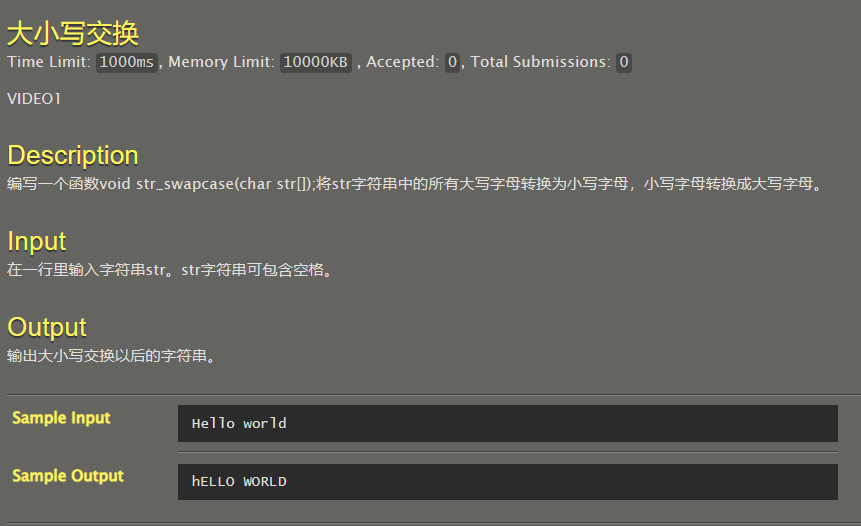 大小写交换
Time Limit: 1000ms, Memory Limit: 10000KB , Accepted: 0, Total Submissions: 0
VIDEO1
Description
编写一个函数void str_swapcase(char str[]);将str字符串中的所有大写字母转换为小写字母，小写字母转换成大写字母。
Input
在一行里输入字符串str。str字符串可包含空格。
Output
输出大小写交换以后的字符串。
Sample Input
Hello world
Sample Output
hELLO WORLD